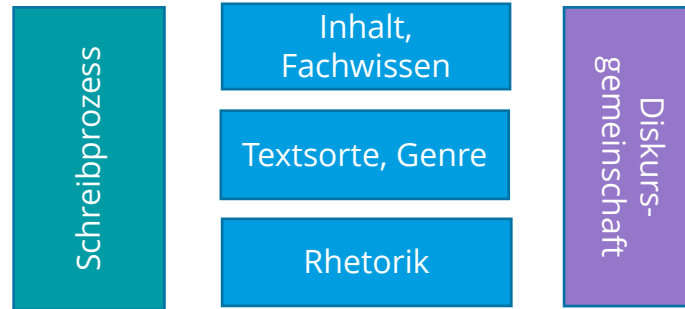 Schreibprozess
Inhalt,
Fachwissen
Textsorte, Genre
Rhetorik
Diskurs-
gemeinschaft